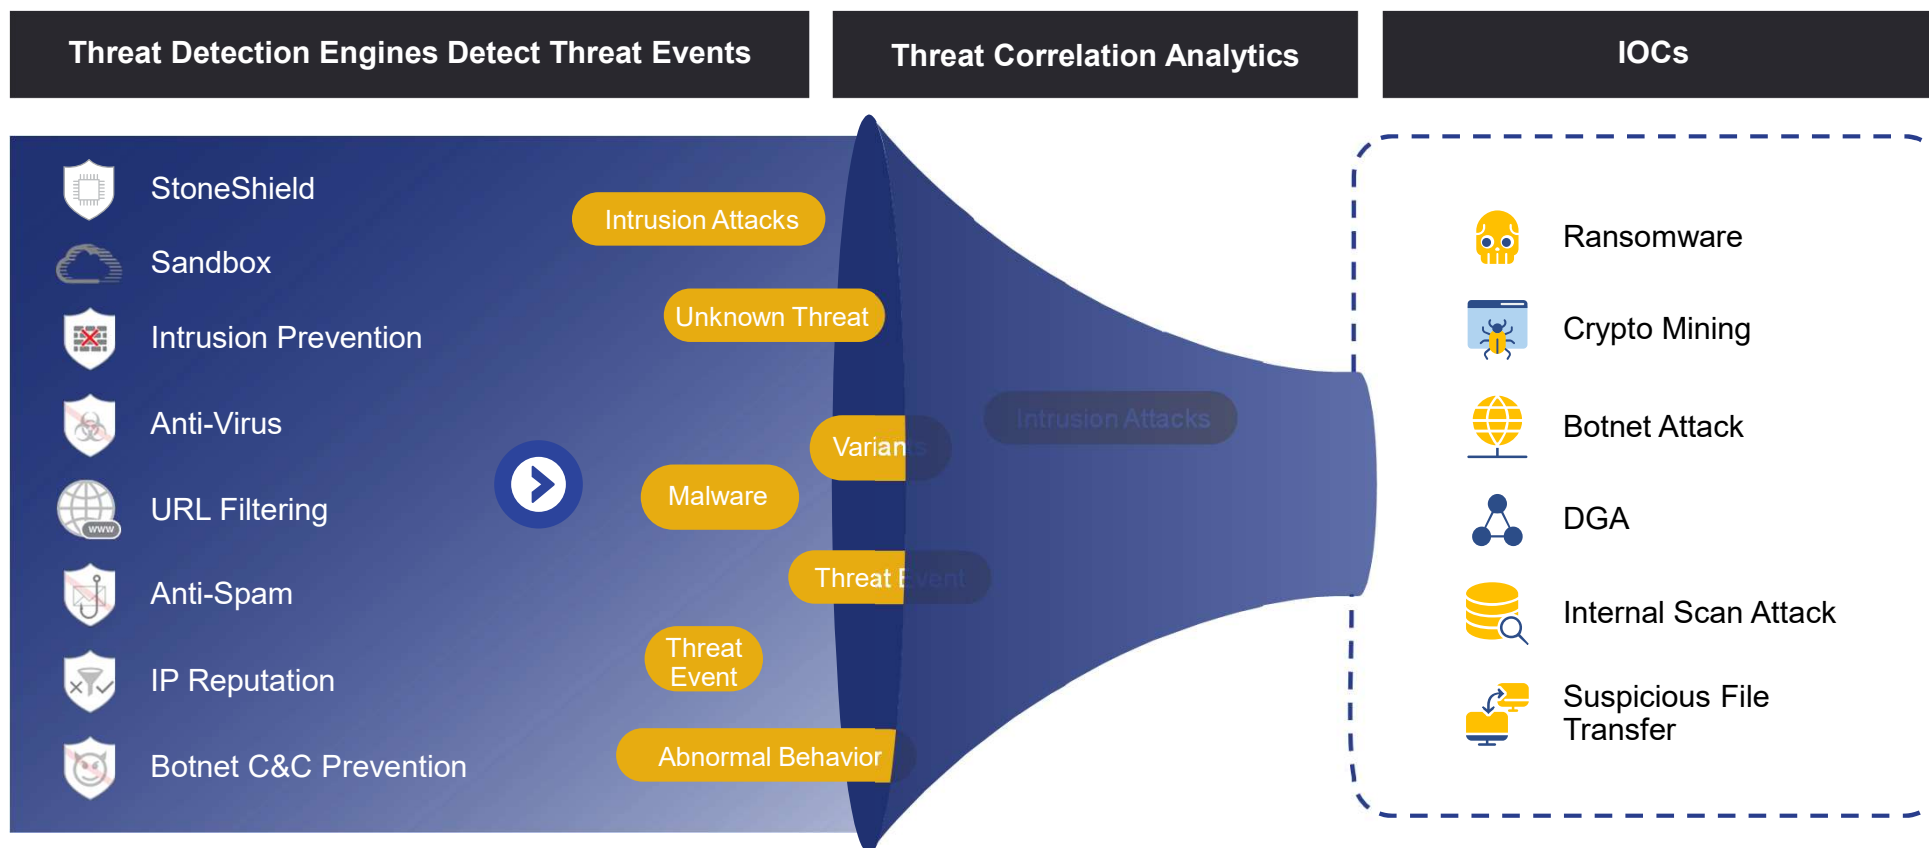 Threat Detection Engines Detect Threat Events
Threat Correlation Analytics
IOCs
StoneShield
Sandbox
Intrusion Prevention
Anti-Virus
URL Filtering
www
Anti-Spam
IP Reputation
Botnet C&C Prevention
Intrusion Attacks
Unknown Threat
Variants
Malware
Threat Event
Threat
Event
Abnormal Behavior
Intrusion Attacks
Ransomware
Crypto Mining
Botnet Attack
DGA
Internal Scan Attack
Suspicious File
Transfer